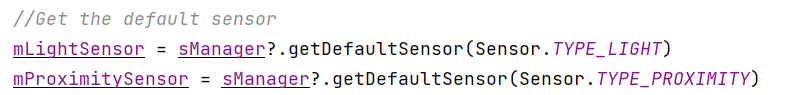 //Get the default sensor
mLightSensor = sManager?.getDefaultSensor(Sensor.TYPE_LIGHT)
mProximitySensor = sManager?.getDefaultSensor(Sensor.TYPE_PROXIMITY)